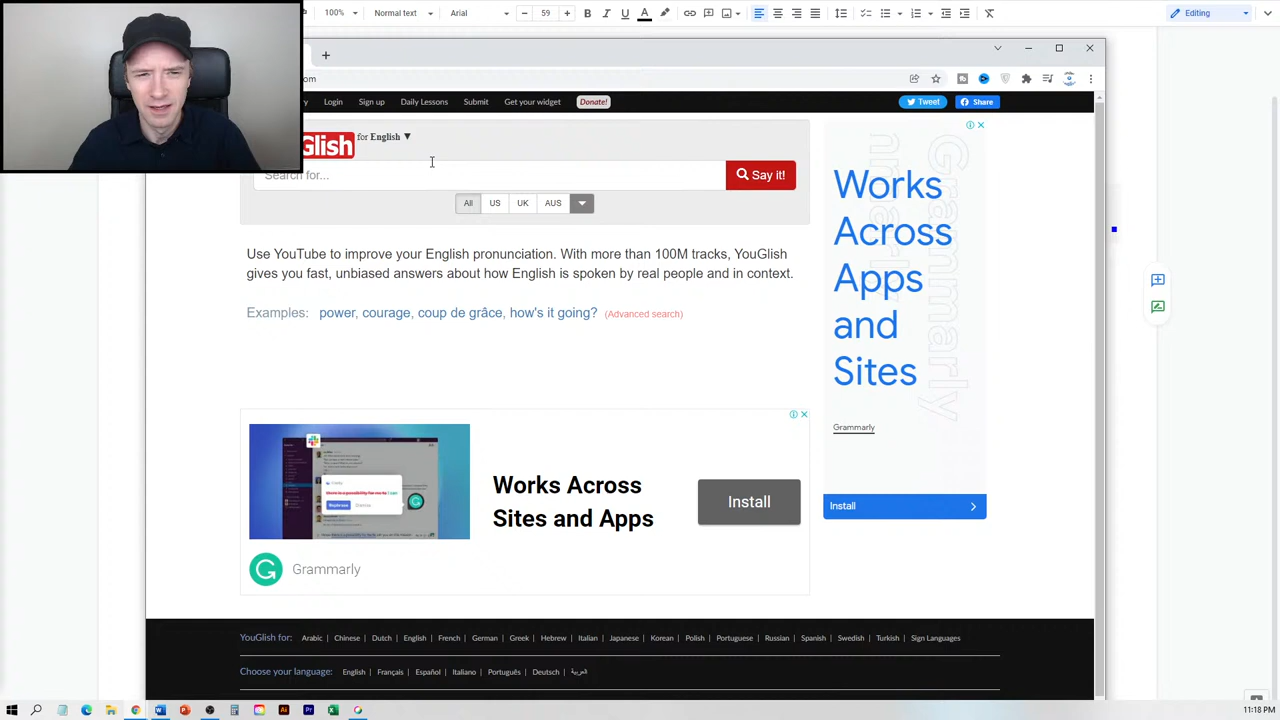 100%
Normal text
Arial
59
Editing
om
Login
Sign up
Daily Lessons
Submit
Get your widget
Donate!
Tweet
Share
Glish
for English ▼
Search for...
Say it!
All
US
UK
AUS
Use YouTube to improve your English pronunciation. With more than 100M tracks, YouGlish
gives you fast, unbiased answers about how English is spoken by real people and in context.
Examples: power, courage, coup de grâce, how's it going? (Advanced search)
Works
Across
Apps
and
Sites
Grammarly
Install
Works Across
Sites and Apps
Install
Grammarly
YouGlish for: Arabic | Chinese | Dutch | English | French | German | Greek | Hebrew | Italian | Japanese | Korean | Polish | Portuguese | Russian | Spanish | Swedish | Turkish | Sign Languages
Choose your language: English | Français | Español | Italiano | Português | Deutsch | العربية
11:18 PM